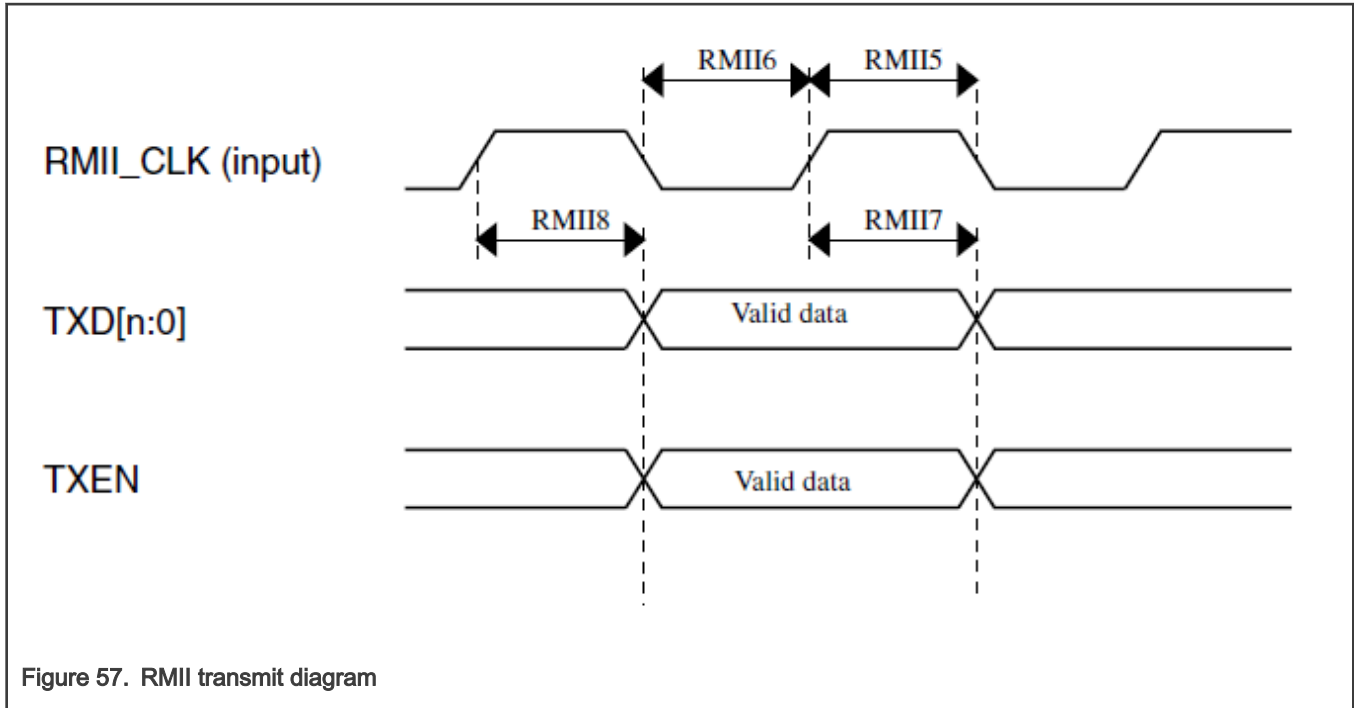 RMII6 RMII5
RMII_CLK (input)
RMII8 RMII7
TXD[n:0] Valid data
TXEN Valid data
Figure 57. RMII transmit diagram